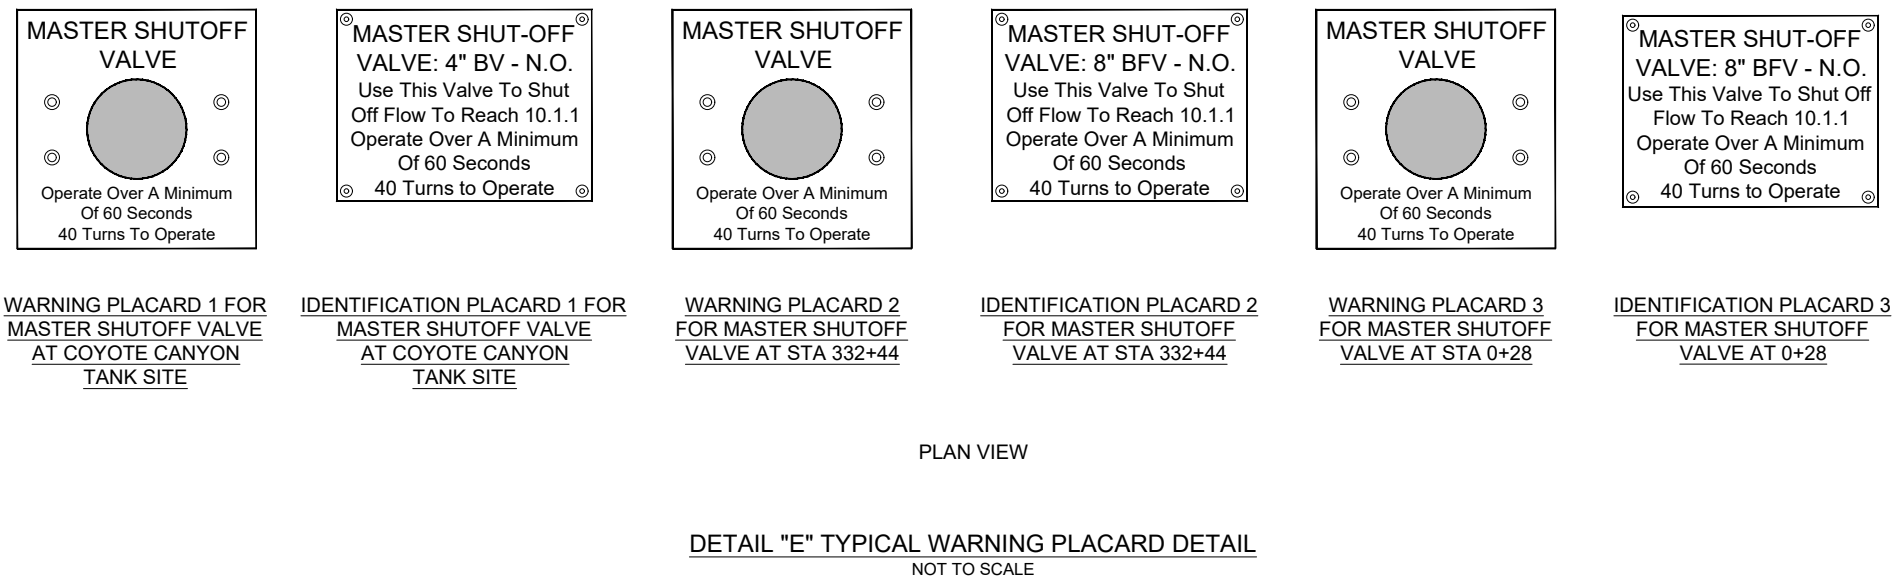 MASTER SHUTOFF
VALVE
Operate Over A Minimum
Of 60 Seconds
40 Turns To Operate
MASTER SHUT-OFF
VALVE: 4" BV - N.O.
Use This Valve To Shut
Off Flow To Reach 10.1.1
Operate Over A Minimum
Of 60 Seconds
40 Turns to Operate
MASTER SHUTOFF
VALVE
Operate Over A Minimum
Of 60 Seconds
40 Turns To Operate
MASTER SHUT-OFF
VALVE: 8" BFV - N.O.
Use This Valve To Shut
Off Flow To Reach 10.1.1
Operate Over A Minimum
Of 60 Seconds
40 Turns to Operate
MASTER SHUTOFF
VALVE
Operate Over A Minimum
Of 60 Seconds
40 Turns To Operate
MASTER SHUT-OFF
VALVE: 8" BFV - N.O.
Use This Valve To Shut Off
Flow To Reach 10.1.1
Operate Over A Minimum
Of 60 Seconds
40 Turns to Operate
WARNING PLACARD 1 FOR
MASTER SHUTOFF VALVE
AT COYOTE CANYON
TANK SITE
IDENTIFICATION PLACARD 1 FOR
MASTER SHUTOFF VALVE
AT COYOTE CANYON
TANK SITE
WARNING PLACARD 2
FOR MASTER SHUTOFF
VALVE AT STA 332+44
IDENTIFICATION PLACARD 2
FOR MASTER SHUTOFF
VALVE AT STA 332+44
WARNING PLACARD 3
FOR MASTER SHUTOFF
VALVE AT STA 0+28
IDENTIFICATION PLACARD 3
FOR MASTER SHUTOFF
VALVE AT 0+28
PLAN VIEW
DETAIL "E" TYPICAL WARNING PLACARD DETAIL
NOT TO SCALE